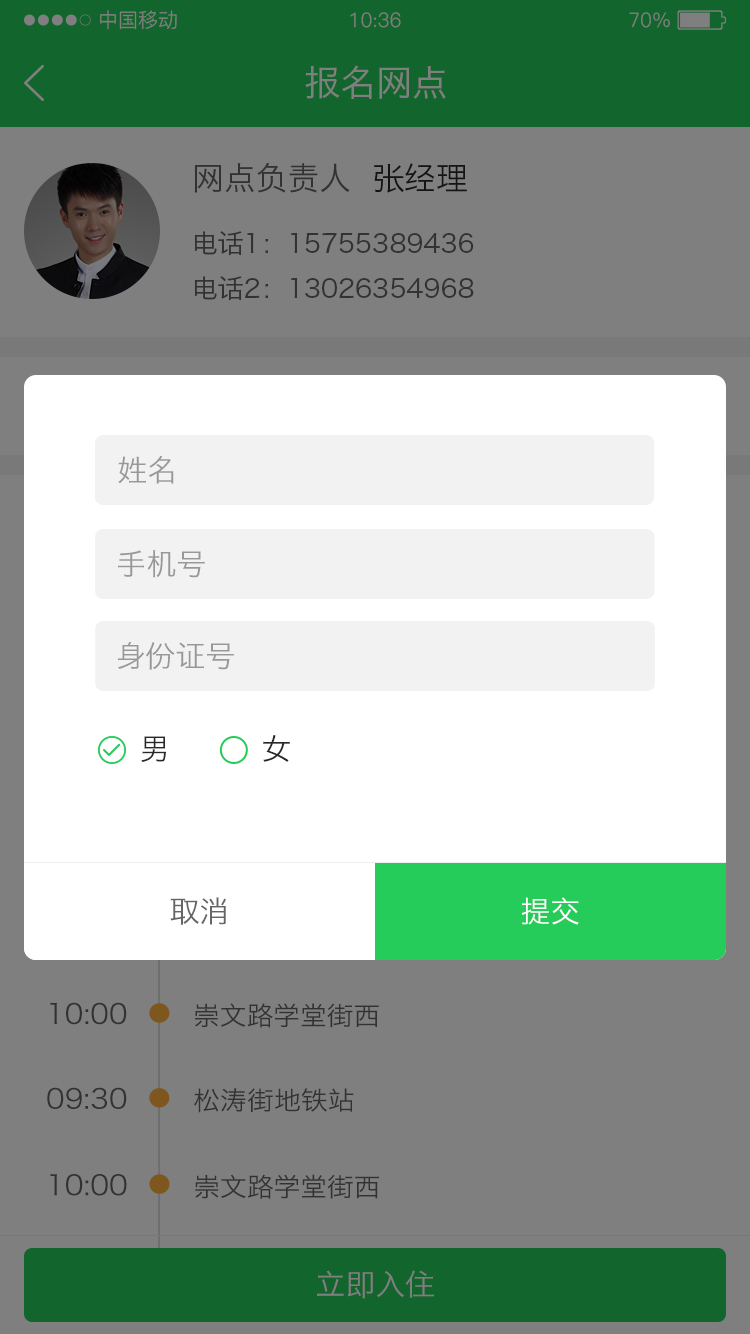 中国移动 10:36 70%
报名网点
网点负责人 张经理
电话1： 15755389436
电话2： 13026354968
姓名
手机号
身份证号
男 女
取消 提交
10:00 崇文路学堂街西
09:30 松涛街地铁站
10:00 崇文路学堂街西
立即入住